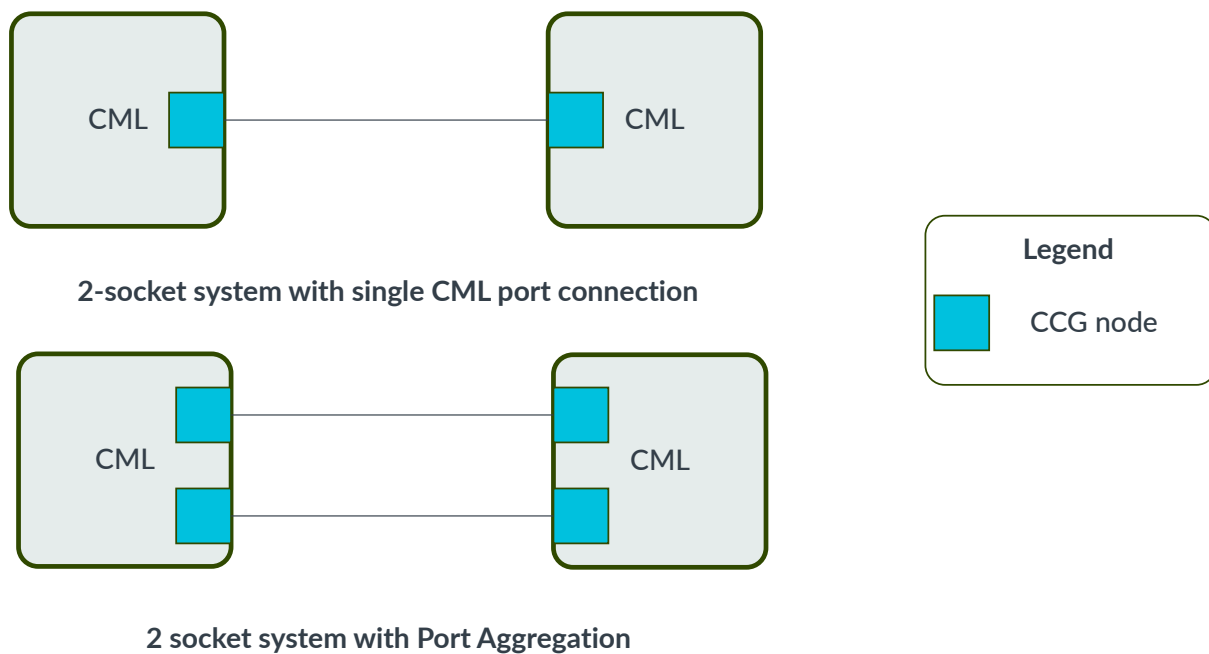 CML
CML
2-socket system with single CML port connection
CML
CML
2 socket system with Port Aggregation
Legend
CCG node